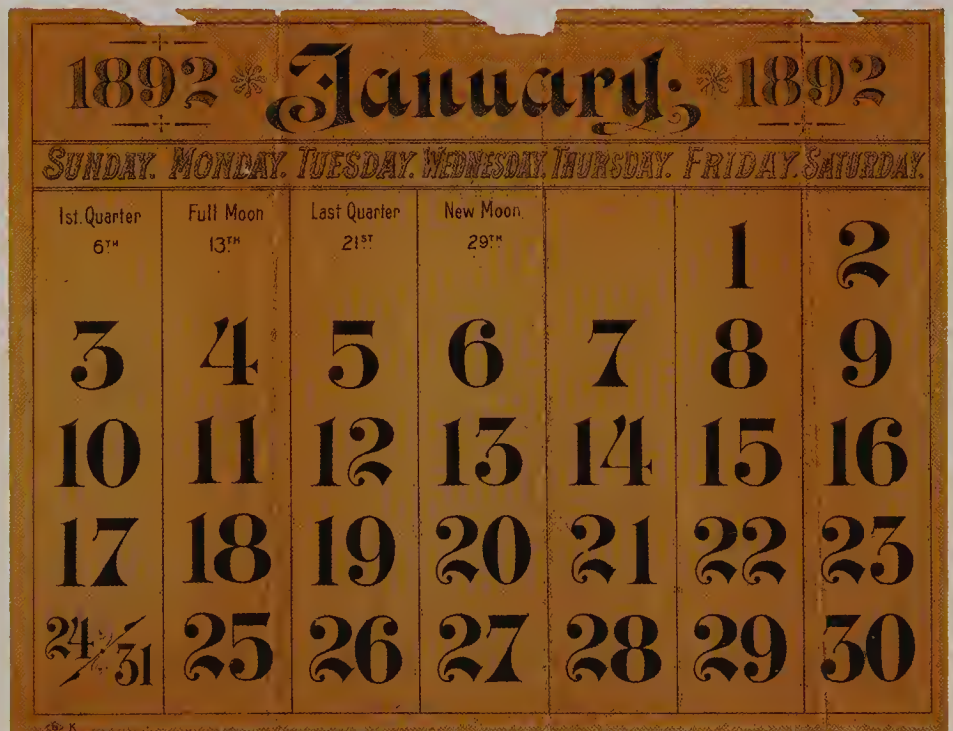 1892 January. 1892
SUNDAY. MONDAY. TUESDAY. WEDNESDAY. THURSDAY. FRIDAY. SATURDAY.
1st. Quarter Full Moon Last Quarter New Moon
6TH 13TH 21ST 29TH
1 2
3 4 5 6 7 8 9
10 11 12 13 14 15 16
17 18 19 20 21 22 23
24/31 25 26 27 28 29 30